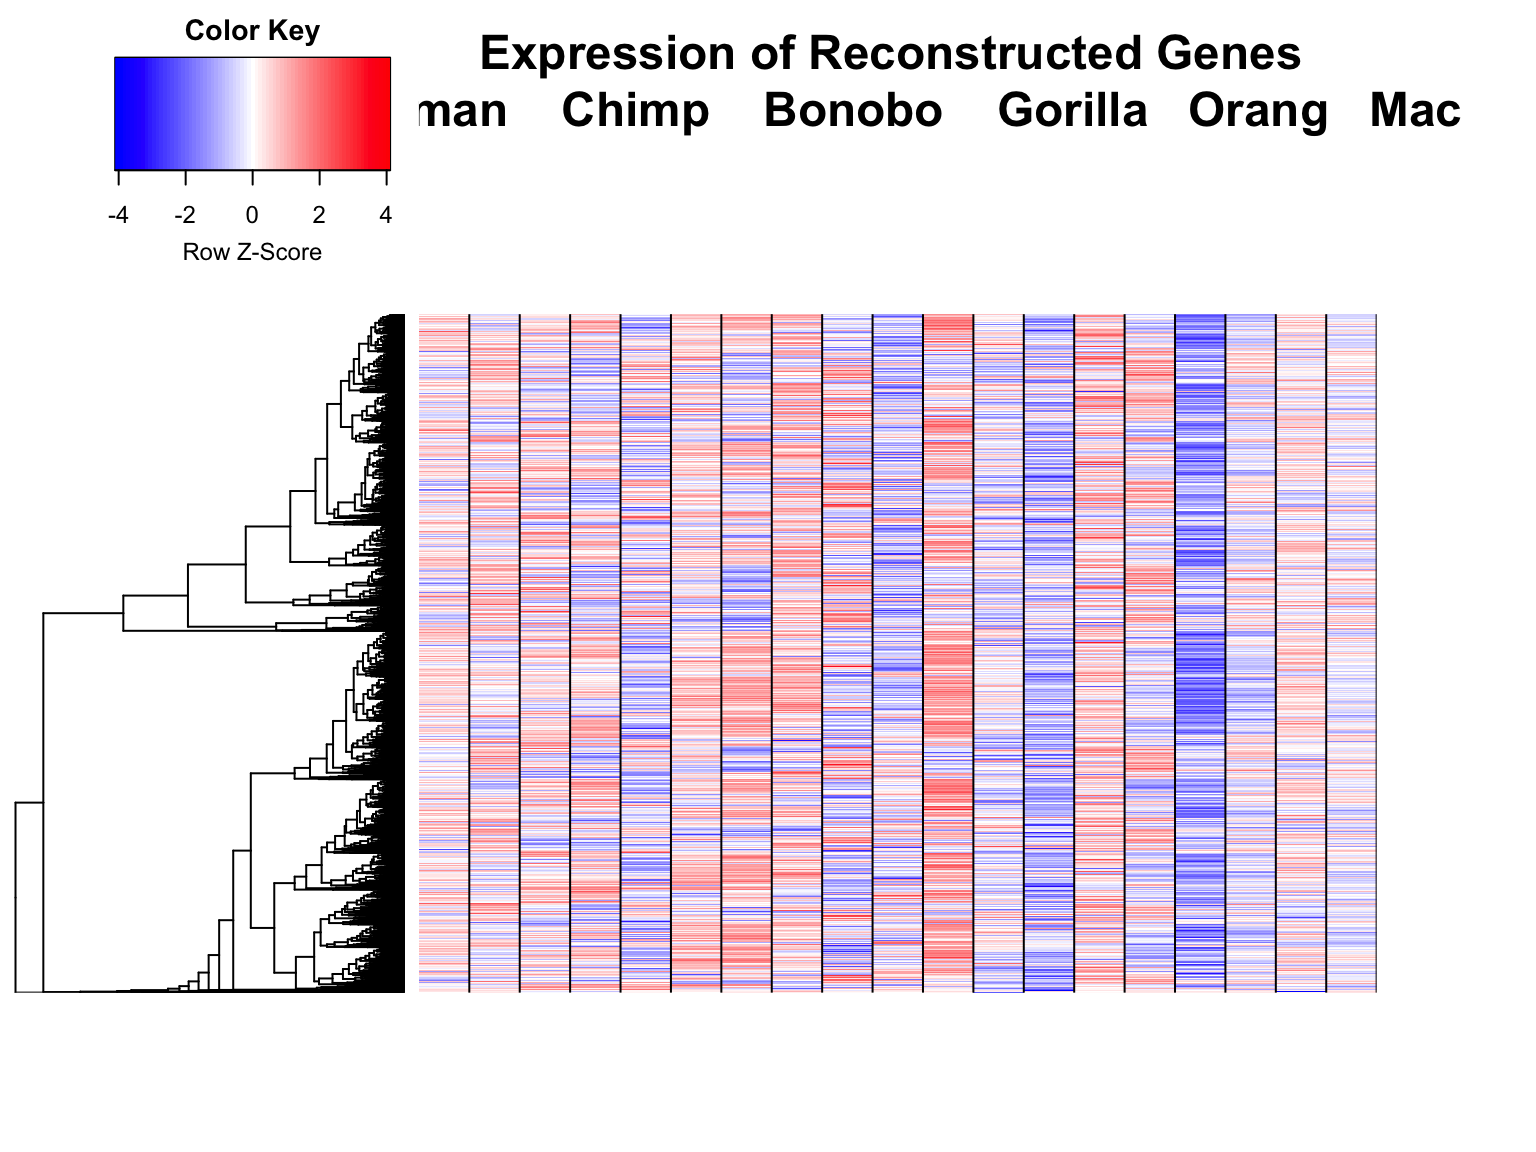 Color Key
-4 -2 0 2 4
Row Z-Score
Expression of Reconstructed Genes
man Chimp Bonobo Gorilla Orang Mac